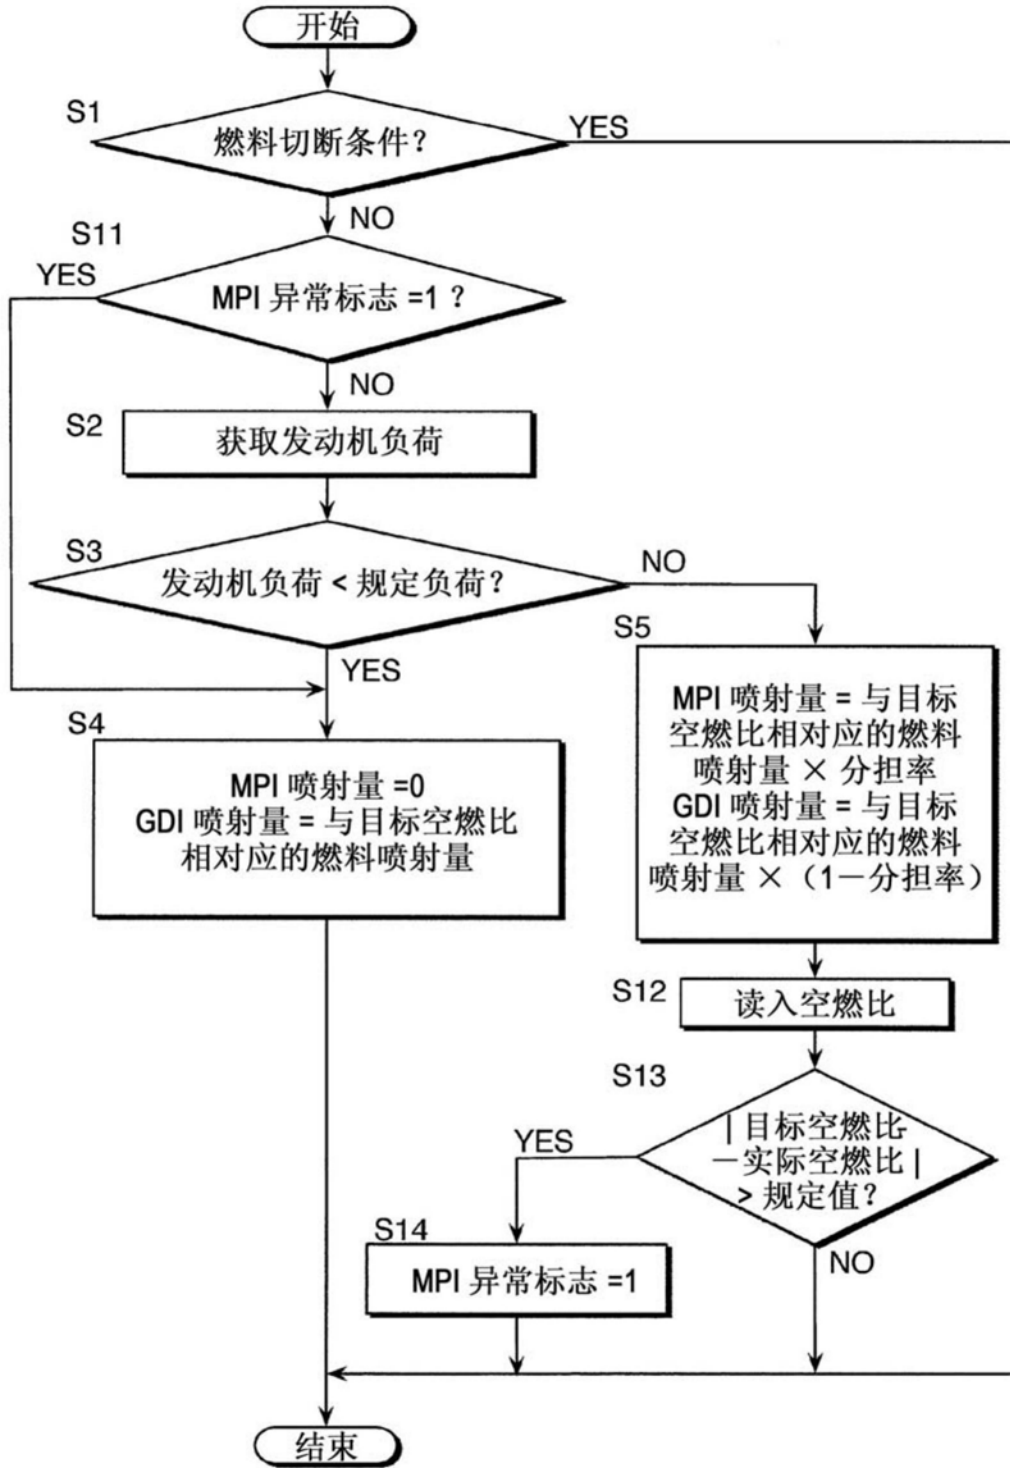 开始
S1
燃料切断条件？
YES
NO
S11
YES
MPI 异常标志 =1 ？
NO
S2
获取发动机负荷
S3
发动机负荷 < 规定负荷？
NO
YES
S5
MPI 喷射量 = 与目标
空燃比相对应的燃料
喷射量 × 分担率
GDI 喷射量 = 与目标
空燃比相对应的燃料
喷射量 ×（1－分担率）
S4
MPI 喷射量 =0
GDI 喷射量 = 与目标空燃比
相对应的燃料喷射量
S12
读入空燃比
S13
| 目标空燃比
－实际空燃比 |
> 规定值？
YES
NO
S14
MPI 异常标志 =1
结束